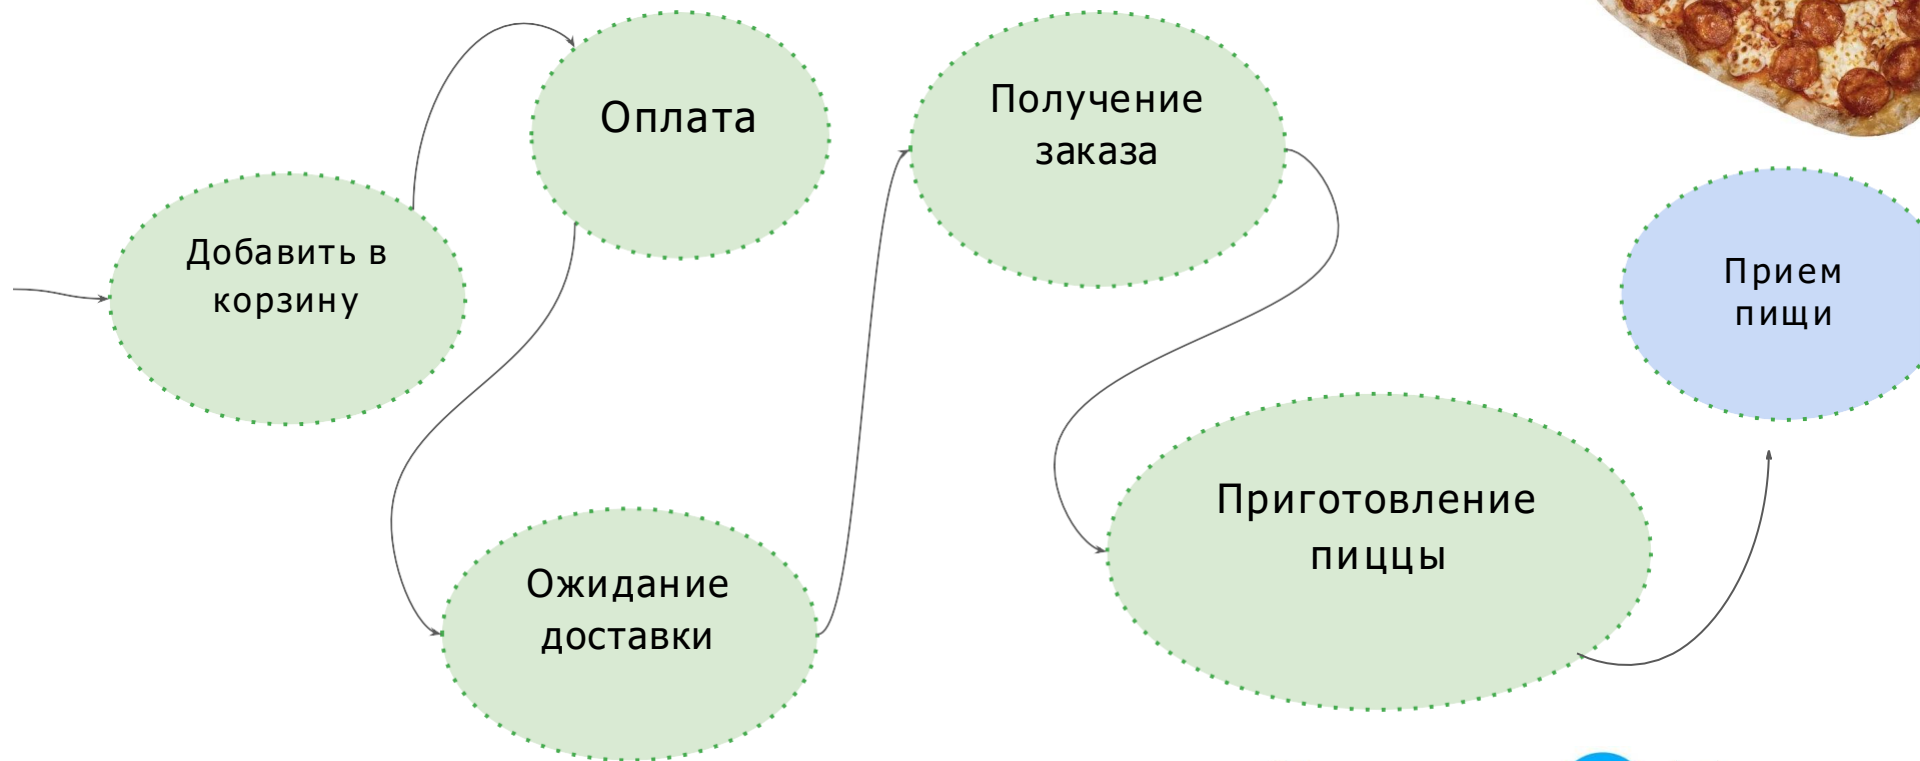 Добавить в
корзину
Оплата
Ожидание
доставки
Получение
заказа
Приготовление
пиццы
Прием
пищи